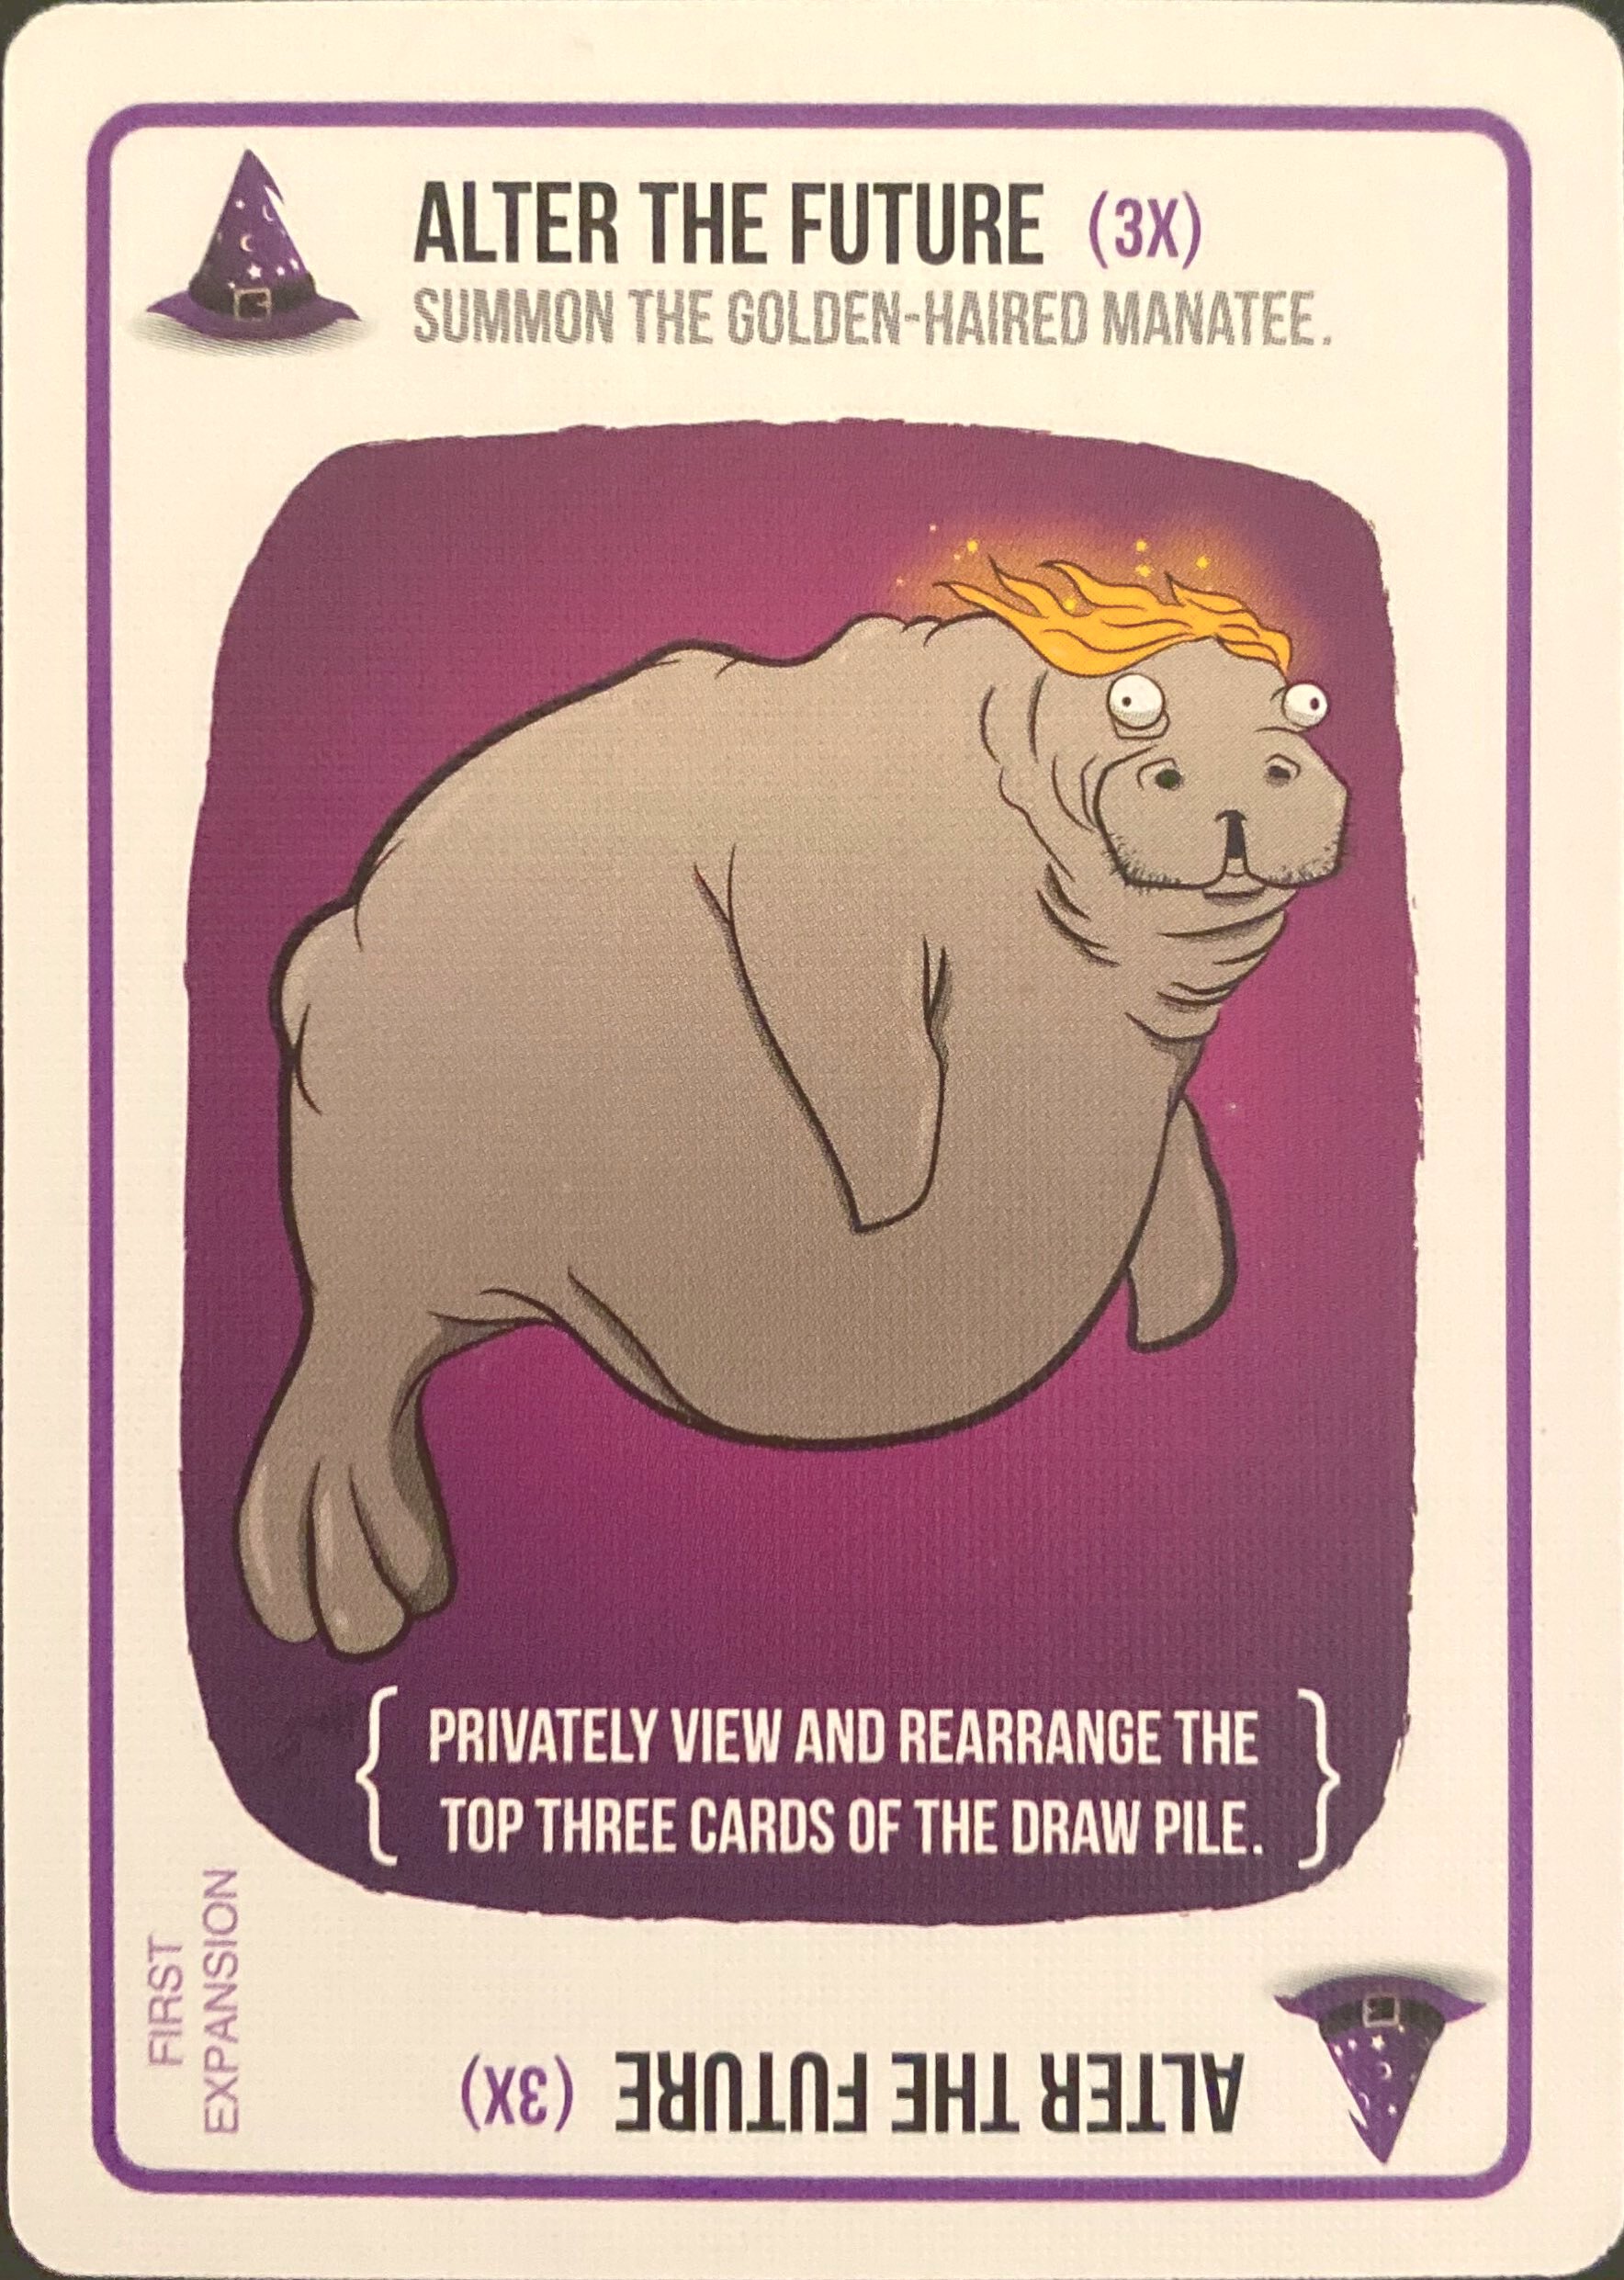 ALTER THE FUTURE (3X)
SUMMON THE GOLDEN-HAIRED MANATEE.
{ PRIVATELY VIEW AND REARRANGE THE
TOP THREE CARDS OF THE DRAW PILE. }
FIRST
EXPANSION
ALTER THE FUTURE (3X)